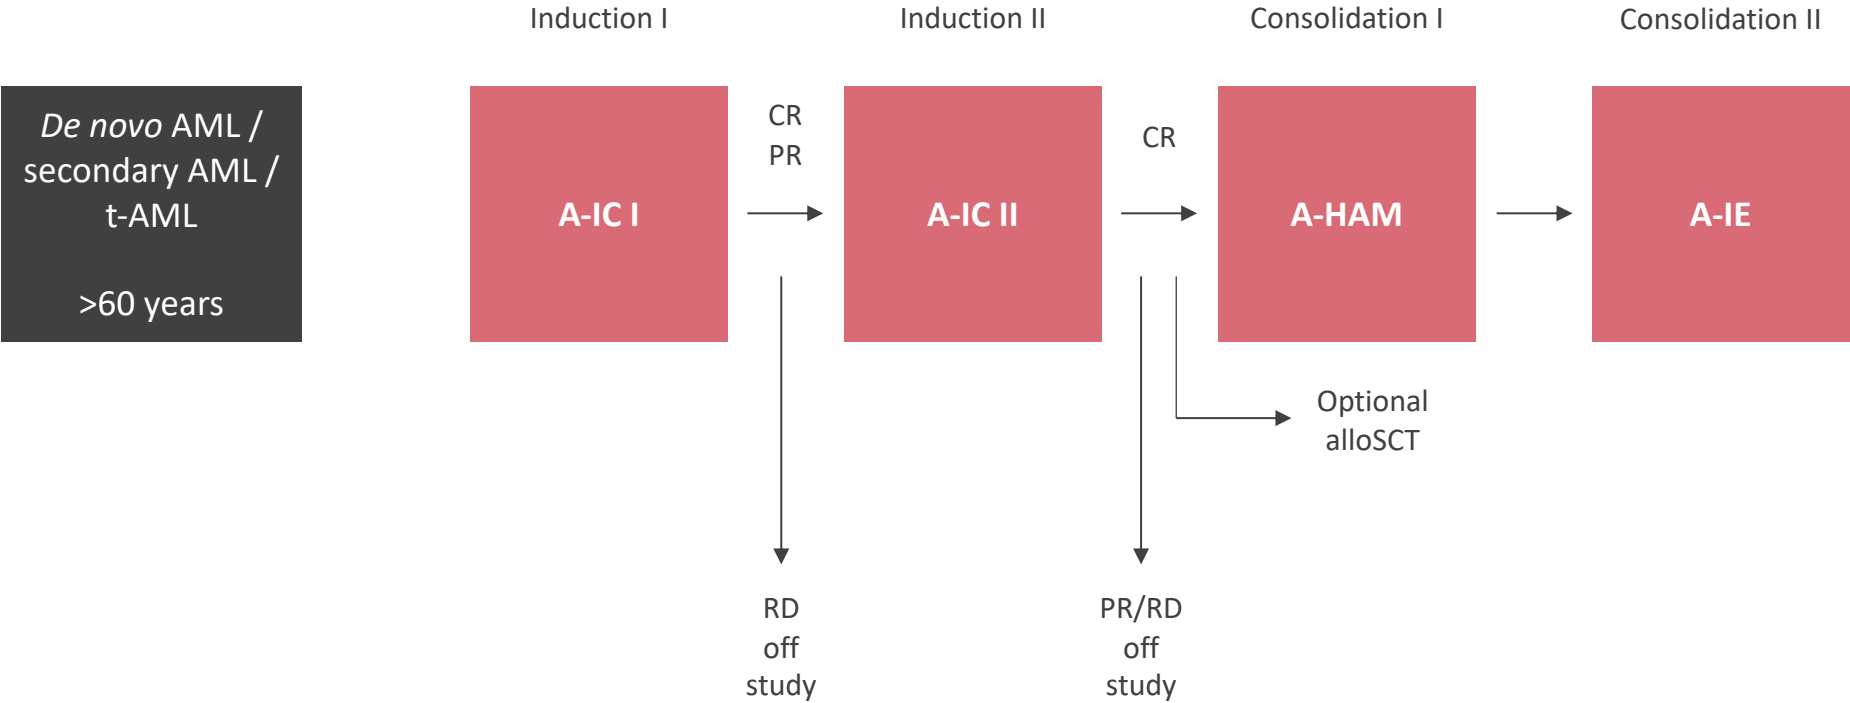 Induction I
Induction II
Consolidation I
Consolidation II
De novo AML /
secondary AML /
t-AML
>60 years
A-IC I
CR
PR
A-IC II
CR
A-HAM
A-IE
Optional
alloSCT
RD
off
study
PR/RD
off
study